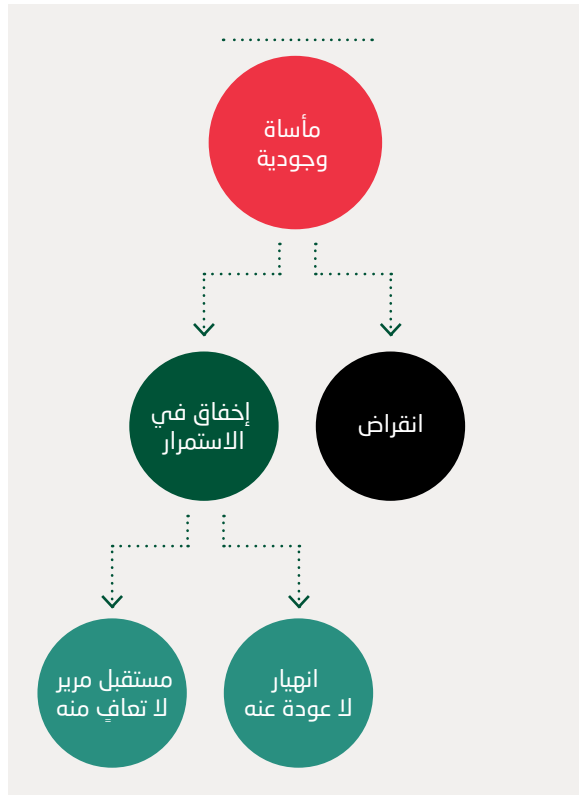 مأساة
وجودية
انقراض
إخفاق في
الاستمرار
انهيار
لا عودة عنه
مستقبل مرير
لا تعافٍ منه